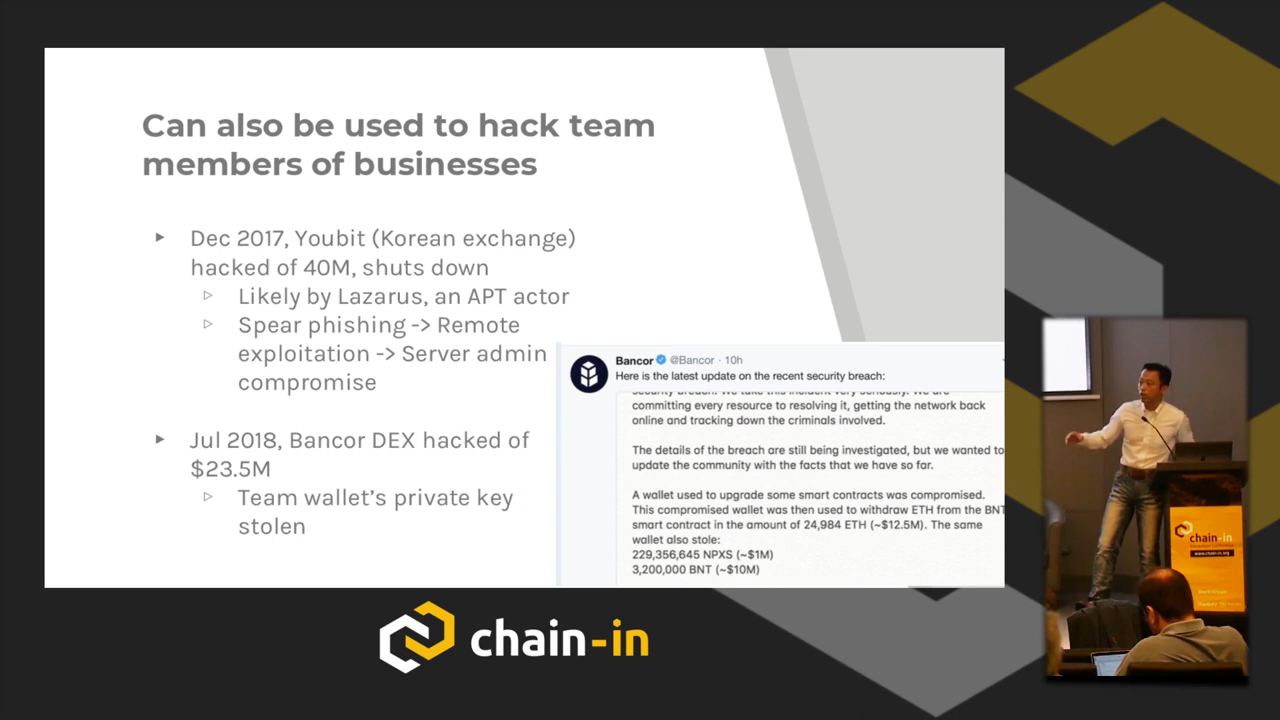 Can also be used to hack team
members of businesses
▸ Dec 2017, Youbit (Korean exchange)
hacked of 40M, shuts down
▹ Likely by Lazarus, an APT actor
▹ Spear phishing -> Remote
exploitation -> Server admin
compromise
▸ Jul 2018, Bancor DEX hacked of
$23.5M
▹ Team wallet's private key
stolen
Bancor @Bancor · 10h
Here is the latest update on the recent security breach:
security breach. We take this incident very seriously. We are
committing every resource to resolving it, getting the network back
online and tracking down the criminals involved.
The details of the breach are still being investigated, but we wanted to
update the community with the facts that we have so far.
A wallet used to upgrade some smart contracts was compromised.
This compromised wallet was then used to withdraw ETH from the BNT
smart contract in the amount of 24,984 ETH (~$12.5M). The same
wallet also stole:
229,356,645 NPXS (~$1M)
3,200,000 BNT (~$10M)
chain-in
chain-in
www.chain-in.org